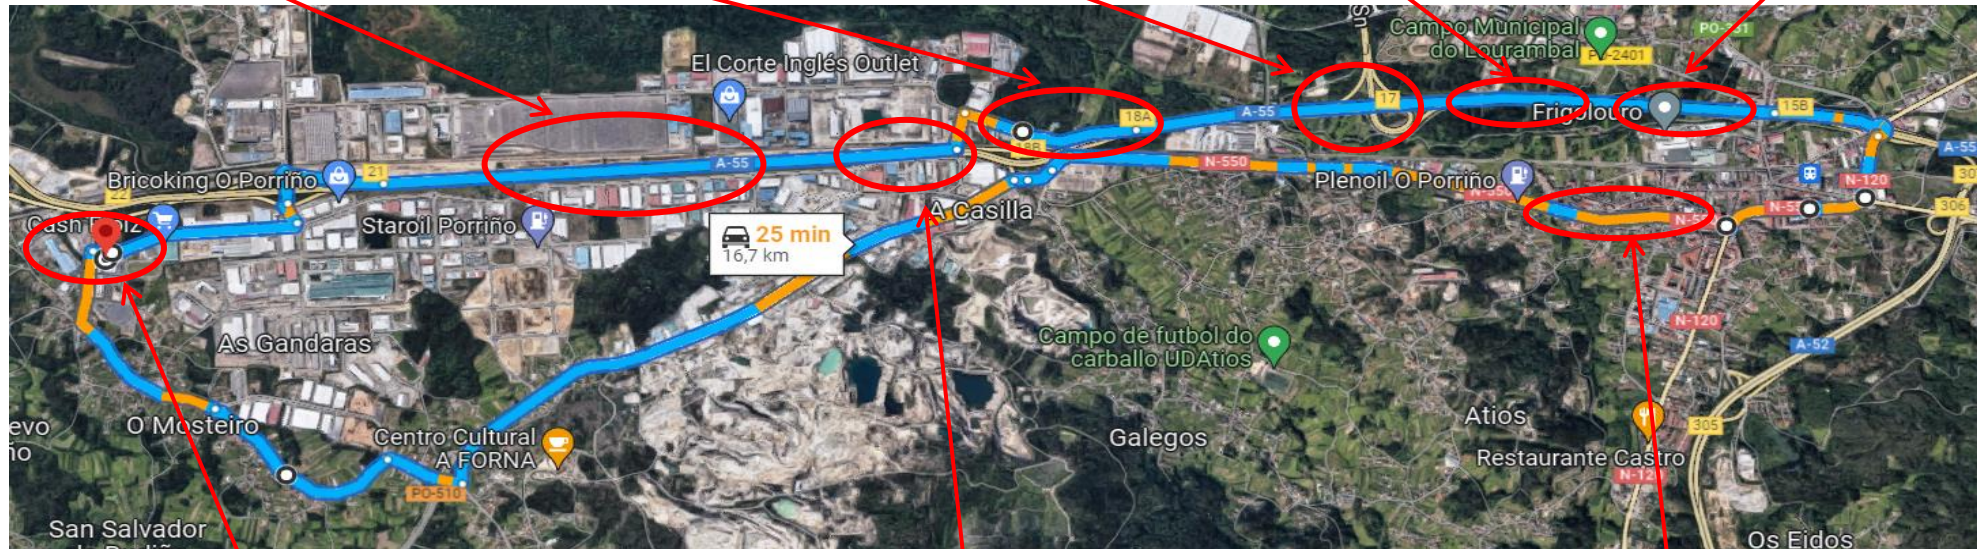 Campo Municipal
do Lourambal
PO-331
PO-2401
El Corte Inglés Outlet
17
18A
A-55
Frigolouro
15B
18B
A-55
A-55
Bricoking O Porriño
21
22
N-550
Plenoil O Porriño
N-550
N-120
306
Staroil Porriño
A Casilla
N-55
N-55
25 min
16,7 km
As Gandaras
Campo de futbol do
carballo UDAtios
N-120
A-52
O Mosteiro
Centro Cultural
A FORNA
Galegos
Atios
305
Restaurante Castro
PO-510
San Salvador
Os Eidos